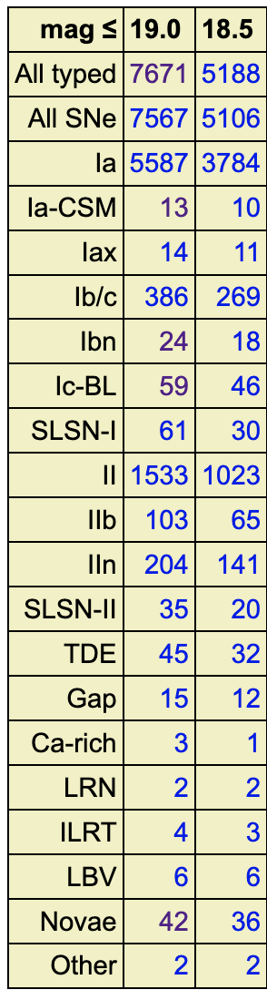 mag ≤ 19.0 18.5
All typed 7671 5188
All SNe 7567 5106
Ia 5587 3784
Ia-CSM 13 10
Iax 14 11
Ib/c 386 269
Ibn 24 18
Ic-BL 59 46
SLSN-I 61 30
II 1533 1023
IIb 103 65
IIn 204 141
SLSN-II 35 20
TDE 45 32
Gap 15 12
Ca-rich 3 1
LRN 2 2
ILRT 4 3
LBV 6 6
Novae 42 36
Other 2 2